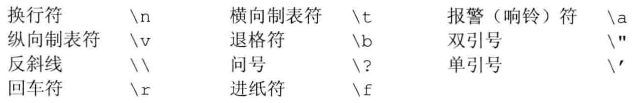 换行符 \n 横向制表符 \t 报警（响铃）符 \a
纵向制表符 \v 退格符 \b 双引号 \"
反斜线 \\ 问号 \? 单引号 \'
回车符 \r 进纸符 \f